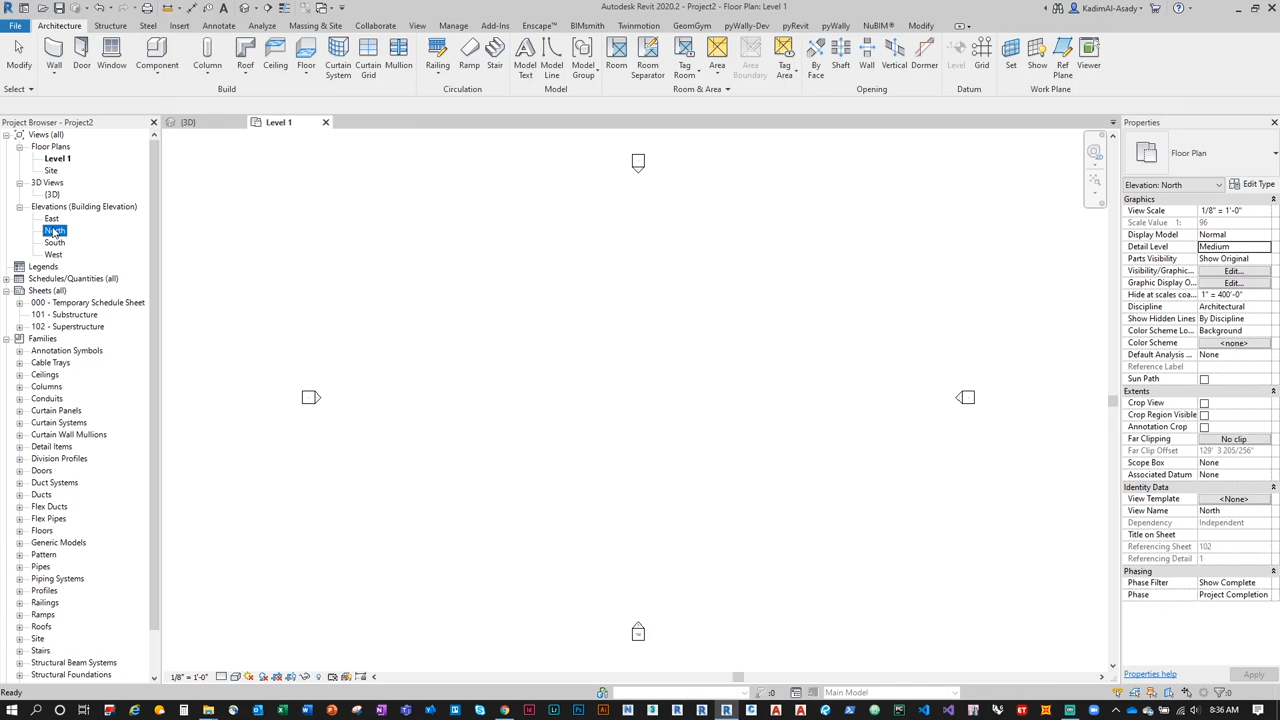 Autodesk Revit 2020.2 - Project2 - Floor Plan: Level 1
KadimAl-Asady
File Architecture Structure Steel Insert Annotate Analyze Massing & Site Collaborate View Manage Add-Ins Enscape™ BIMsmith Twinmotion GeomGym pyWally-Dev pyRevit pyWally NuBIM® Modify
Modify Wall Door Window Component Column Roof Ceiling Floor Curtain System Curtain Grid Mullion Railing Ramp Stair Model Text Model Line Model Group Room Room Separator Tag Room Area Area Boundary Tag Area By Face Shaft Wall Vertical Dormer Level Grid Set Show Ref Plane Viewer
Select Build Circulation Model Room & Area Opening Datum Work Plane
Project Browser - Project2
Views (all)
Floor Plans
Level 1
Site
3D Views
{3D}
Elevations (Building Elevation)
East
North
South
West
Legends
Schedules/Quantities (all)
Sheets (all)
000 - Temporary Schedule Sheet
101 - Substructure
102 - Superstructure
Families
Annotation Symbols
Cable Trays
Ceilings
Columns
Conduits
Curtain Panels
Curtain Systems
Curtain Wall Mullions
Detail Items
Division Profiles
Doors
Duct Systems
Ducts
Flex Ducts
Flex Pipes
Floors
Generic Models
Pattern
Pipes
Piping Systems
Profiles
Railings
Ramps
Roofs
Site
Stairs
Structural Beam Systems
Structural Foundations
{3D} Level 1
Properties
Floor Plan
Elevation: North Edit Type
Graphics
View Scale 1/8" = 1'-0"
Scale Value 1: 96
Display Model Normal
Detail Level Medium
Parts Visibility Show Original
Visibility/Graphic... Edit...
Graphic Display O... Edit...
Hide at scales coa... 1" = 400'-0"
Discipline Architectural
Show Hidden Lines By Discipline
Color Scheme Lo... Background
Color Scheme <none>
Default Analysis ... None
Reference Label
Sun Path
Extents
Crop View
Crop Region Visible
Annotation Crop
Far Clipping No clip
Far Clip Offset 129' 3 205/256"
Scope Box None
Associated Datum None
Identity Data
View Template <None>
View Name North
Dependency Independent
Title on Sheet
Referencing Sheet 102
Referencing Detail 1
Phasing
Phase Filter Show Complete
Phase Project Completion
Properties help Apply
1/8" = 1'-0"
Ready :0 Main Model :0
8:36 AM